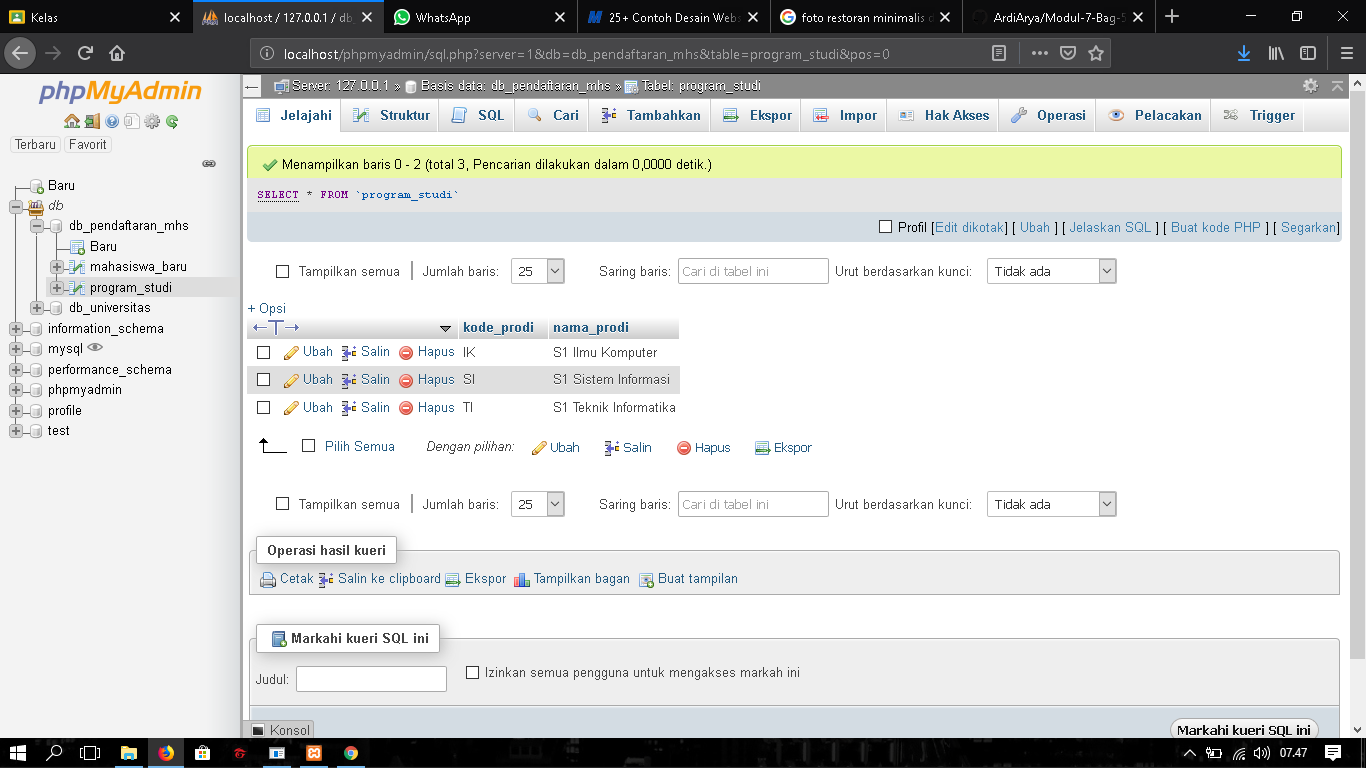 Kelas
localhost / 127.0.0.1 / db_
WhatsApp
25+ Contoh Desain Webs
foto restoran minimalis d
ArdiArya/Modul-7-Bag-5
localhost/phpmyadmin/sql.php?server=1&db=db_pendaftaran_mhs&table=program_studi&pos=0
phpMyAdmin
Terbaru Favorit
Baru
db
db_pendaftaran_mhs
Baru
mahasiswa_baru
program_studi
db_universitas
information_schema
mysql
performance_schema
phpmyadmin
profile
test
Server: 127.0.0.1 » Basis data: db_pendaftaran_mhs » Tabel: program_studi
Jelajahi Struktur SQL Cari Tambahkan Ekspor Impor Hak Akses Operasi Pelacakan Trigger
Menampilkan baris 0 - 2 (total 3, Pencarian dilakukan dalam 0,0000 detik.)
SELECT * FROM `program_studi`
Profil [Edit dikotak] [ Ubah ] [ Jelaskan SQL ] [ Buat kode PHP ] [ Segarkan]
Tampilkan semua | Jumlah baris: 25 Saring baris: Cari di tabel ini Urut berdasarkan kunci: Tidak ada
+ Opsi
←T→ kode_prodi nama_prodi
Ubah Salin Hapus IK S1 Ilmu Komputer
Ubah Salin Hapus SI S1 Sistem Informasi
Ubah Salin Hapus TI S1 Teknik Informatika
Pilih Semua Dengan pilihan: Ubah Salin Hapus Ekspor
Tampilkan semua | Jumlah baris: 25 Saring baris: Cari di tabel ini Urut berdasarkan kunci: Tidak ada
Operasi hasil kueri
Cetak Salin ke clipboard Ekspor Tampilkan bagan Buat tampilan
Markahi kueri SQL ini
Judul: Izinkan semua pengguna untuk mengakses markah ini
Konsol Markahi kueri SQL ini
07.47